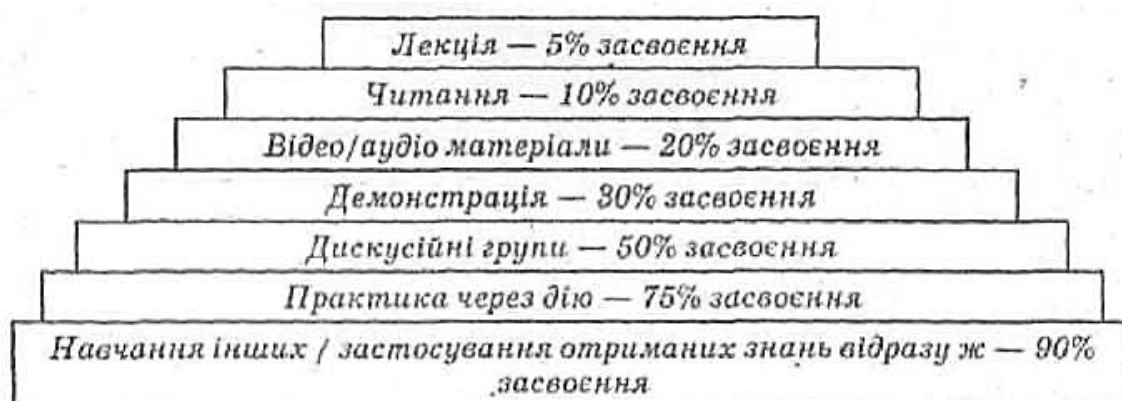 Лекція — 5% засвоєння
Читання — 10% засвоєння
Відео/аудіо матеріали — 20% засвоєння
Демонстрація — 30% засвоєння
Дискусійні групи — 50% засвоєння
Практика через дію — 75% засвоєння
Навчання інших / застосування отриманих знань відразу ж — 90%
засвоєння